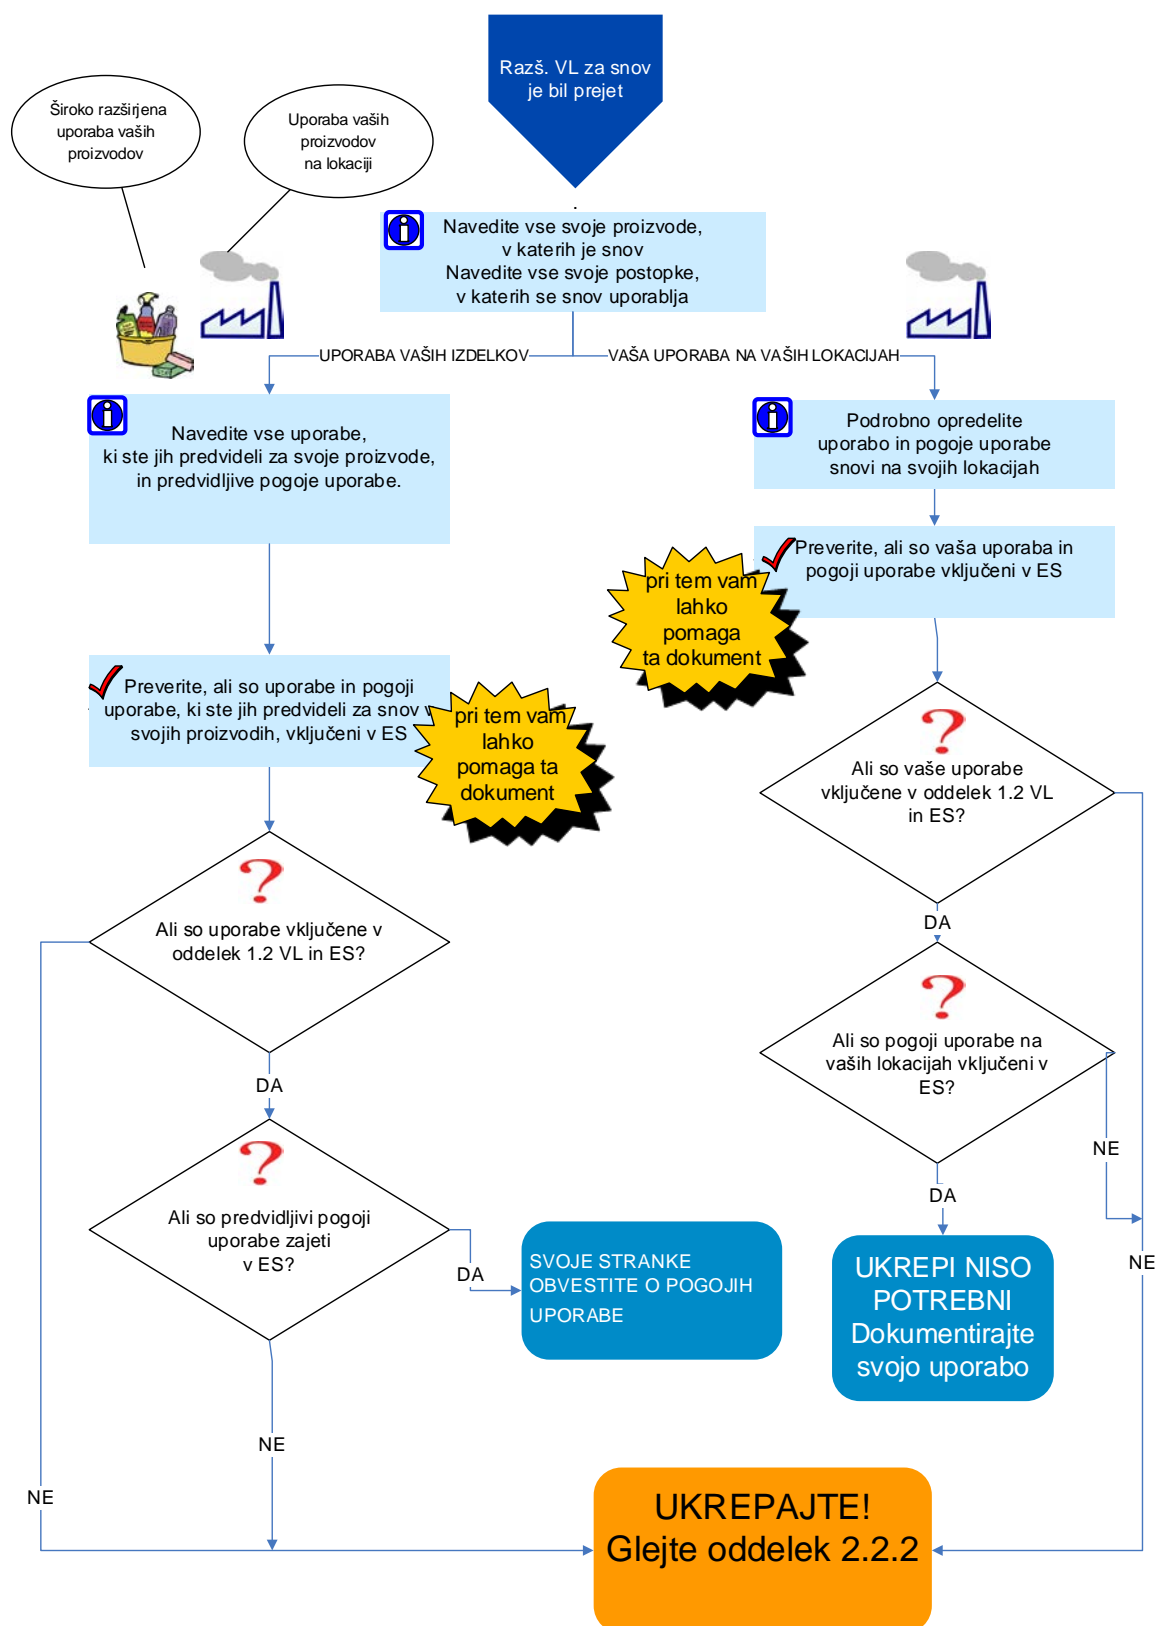 Razš. VL za snov
je bil prejet
Široko razširjena
uporaba vaših
proizvodov
Uporaba vaših
proizvodov
na lokaciji
Navedite vse svoje proizvode,
v katerih je snov
Navedite vse svoje postopke,
v katerih se snov uporablja
UPORABA VAŠIH IZDELKOV
VAŠA UPORABA NA VAŠIH LOKACIJAH
Navedite vse uporabe,
ki ste jih predvideli za svoje proizvode,
in predvidljive pogoje uporabe.
Podrobno opredelite
uporabo in pogoje uporabe
snovi na svojih lokacijah
Preverite, ali so vaša uporaba in
pogoji uporabe vključeni v ES
pri tem vam
lahko
pomaga
ta dokument
Preverite, ali so uporabe in pogoji
uporabe, ki ste jih predvideli za snov v
svojih proizvodih, vključeni v ES
pri tem vam
lahko
pomaga ta
dokument
Ali so vaše uporabe
vključene v oddelek 1.2 VL
in ES?
DA
Ali so uporabe vključene v
oddelek 1.2 VL in ES?
DA
Ali so pogoji uporabe na
vaših lokacijah vključeni v
ES?
NE
DA
Ali so predvidljivi pogoji
uporabe zajeti
v ES?
DA
SVOJE STRANKE
OBVESTITE O POGOJIH
UPORABE
UKREPI NISO
POTREBNI
Dokumentirajte
svojo uporabo
NE
NE
NE
UKREPAJTE!
Glejte oddelek 2.2.2